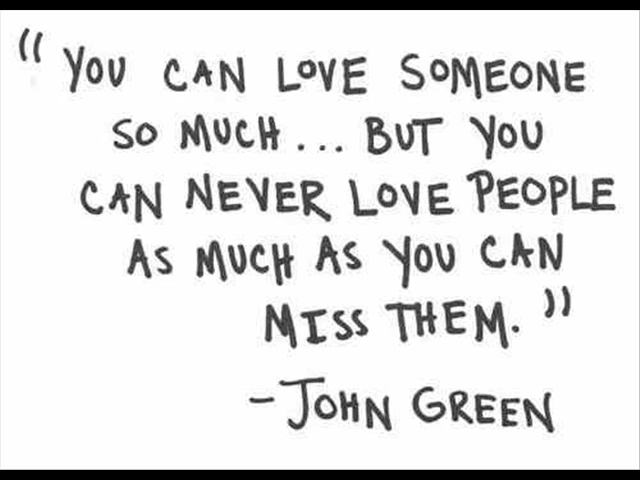 “YOU CAN LOVE SOMEONE
SO MUCH... BUT YOU
CAN NEVER LOVE PEOPLE
AS MUCH AS YOU CAN
MISS THEM.”
-JOHN GREEN